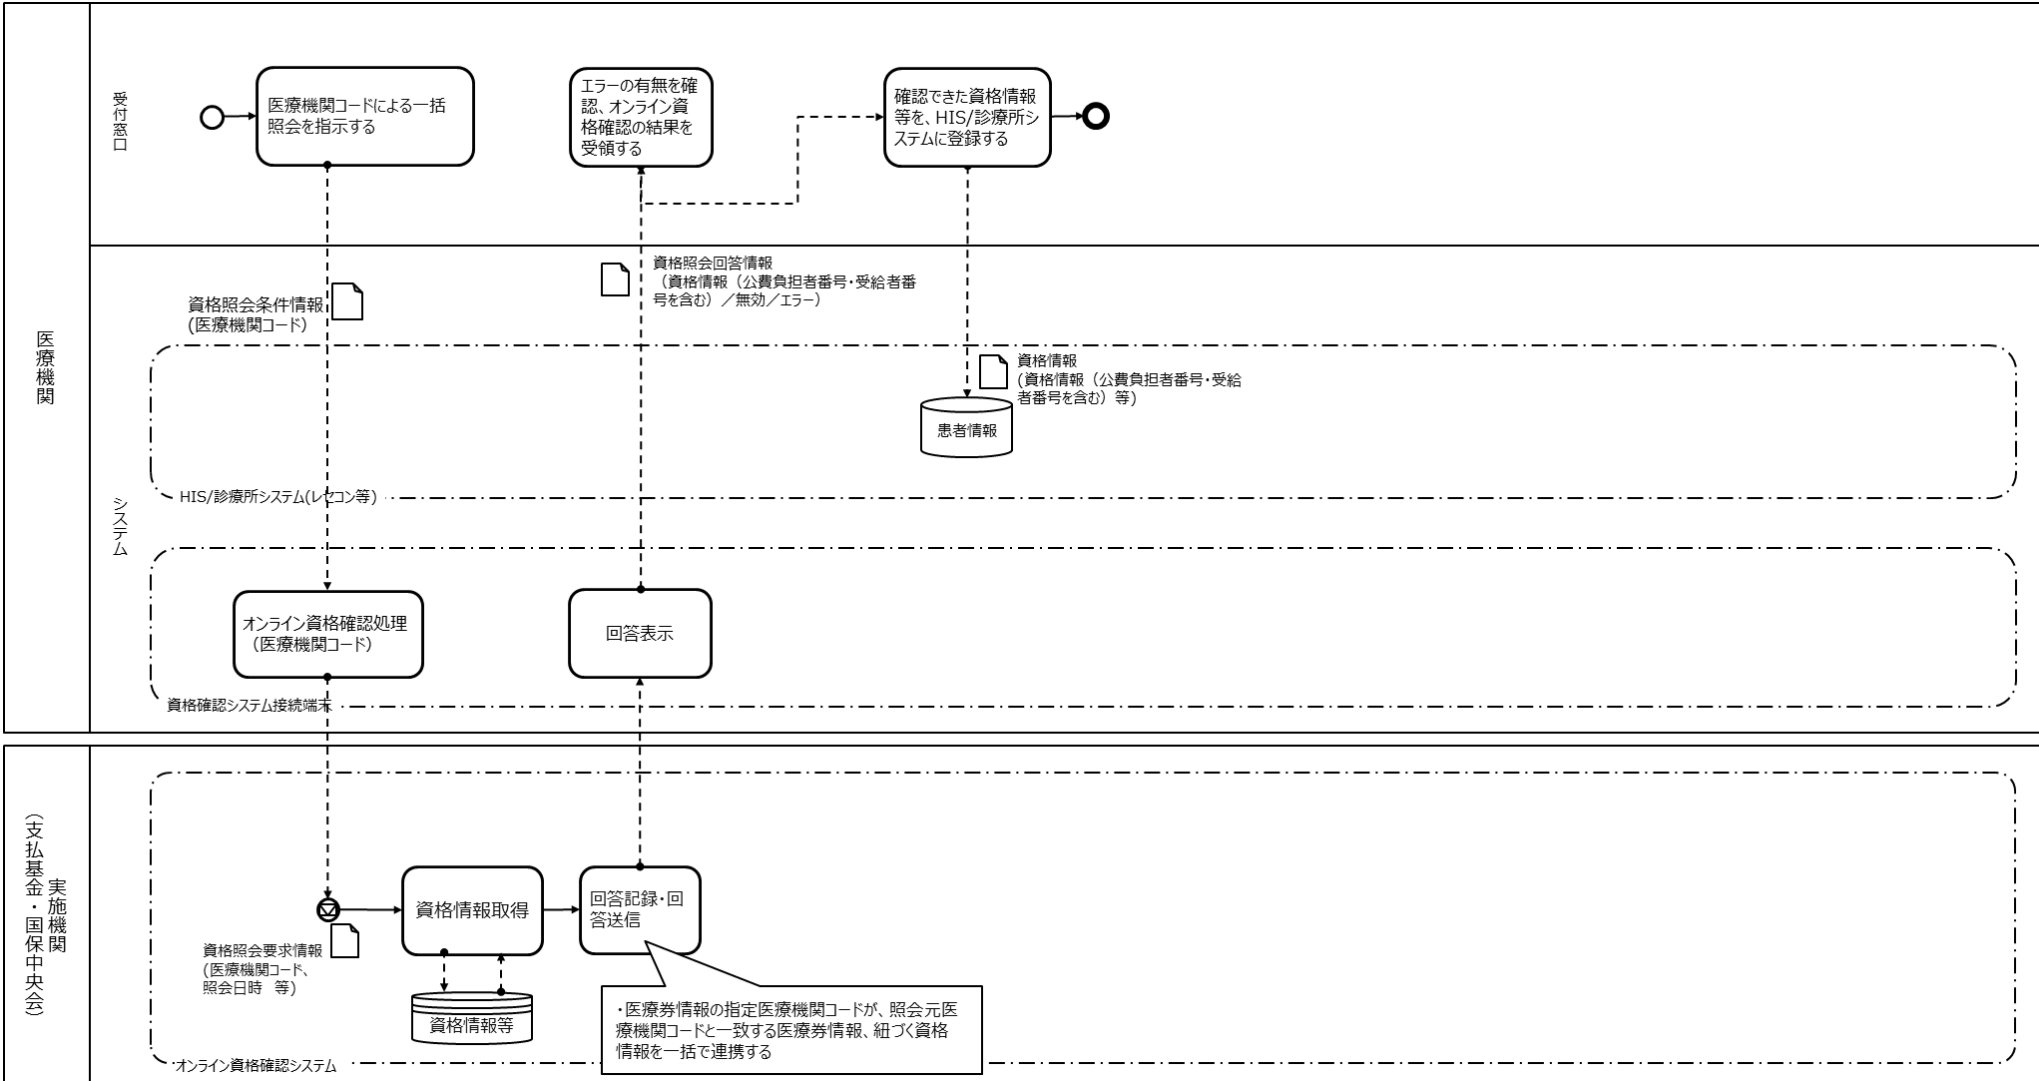 医療機関
受付窓口
医療機関コードによる一括
照会を指示する
エラーの有無を確
認、オンライン資
格確認の結果を
受領する
確認できた資格情報
等を、HIS/診療所シ
ステムに登録する
システム
資格照会条件情報
(医療機関コード)
資格照会回答情報
（資格情報（公費負担者番号・受給者番
号を含む）／無効／エラー）
資格情報
(資格情報（公費負担者番号・受給
者番号を含む）等)
患者情報
HIS/診療所システム(レセコン等)
オンライン資格確認処理
（医療機関コード）
回答表示
資格確認システム接続端末
実施機関
（支払基金・国保中央会）
資格情報取得
回答記録・回
答送信
資格照会要求情報
(医療機関コード、
照会日時　等)
資格情報等
・医療券情報の指定医療機関コードが、照会元医
療機関コードと一致する医療券情報、紐づく資格
情報を一括で連携する
オンライン資格確認システム